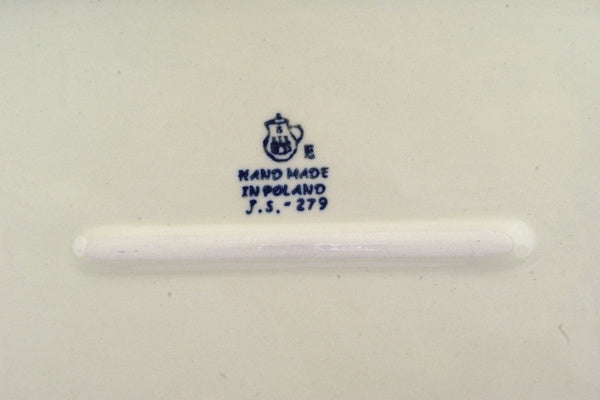 E
HAND MADE
IN POLAND
J.S.-279